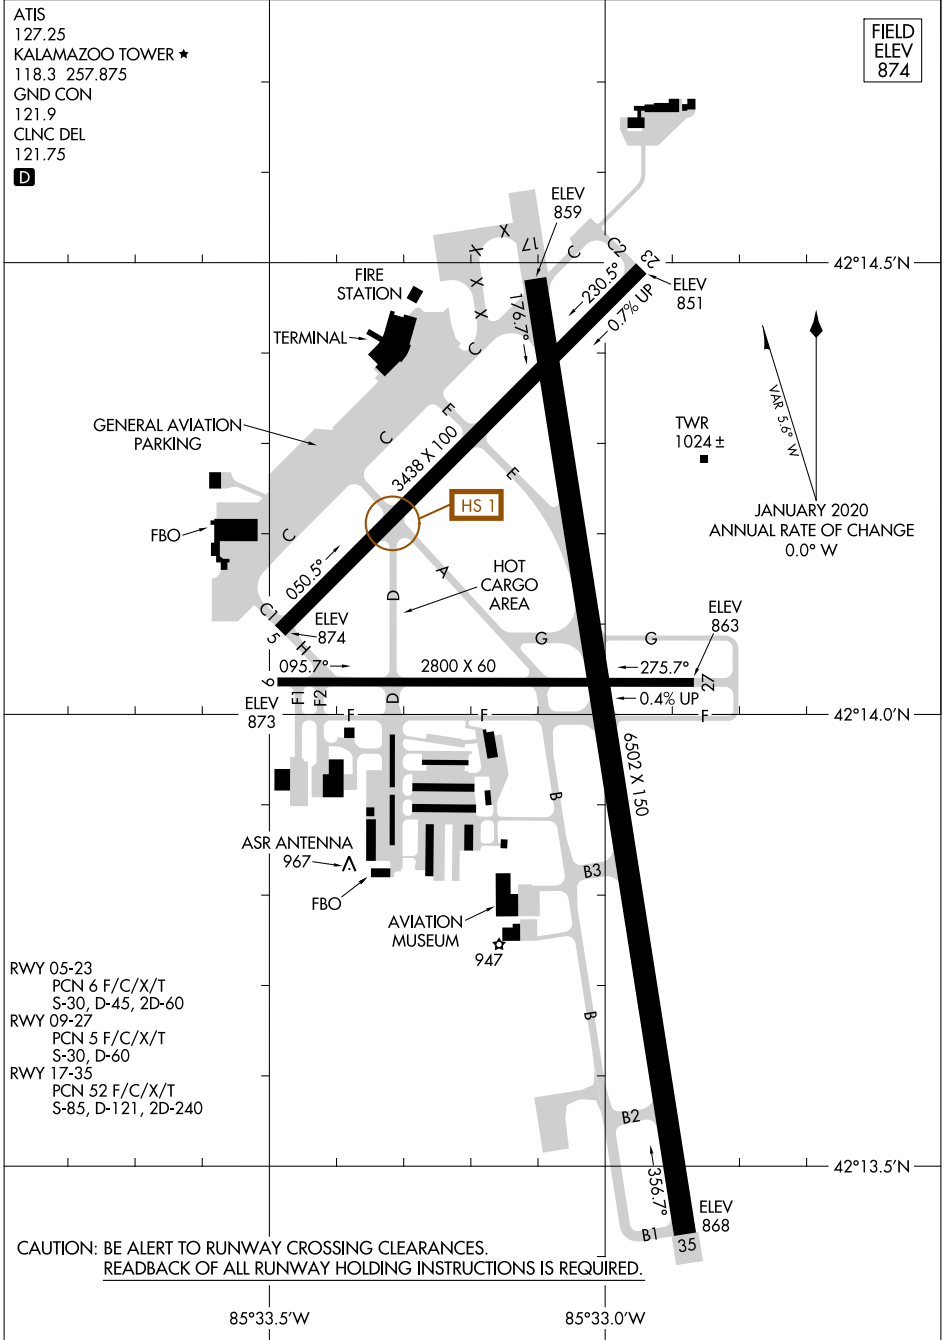 ATIS
127.25
KALAMAZOO TOWER ★
118.3 257.875
GND CON
121.9
CLNC DEL
121.75
D
FIELD
ELEV
874
ELEV
859
17
X
X
X
X
C
C2
23
42°14.5'N
FIRE
STATION
230.5°
ELEV
851
176.7°
0.7% UP
TERMINAL
C
VAR 5.6° W
E
GENERAL AVIATION
PARKING
C
3438 X 100
TWR
1024 ±
E
HS 1
JANUARY 2020
ANNUAL RATE OF CHANGE
0.0° W
FBO
C
050.5°
A
HOT
CARGO
AREA
D
C1
5
ELEV
874
H
G
G
ELEV
863
9
095.7°
2800 X 60
275.7°
27
F1
F2
D
0.4% UP
ELEV
873
F
F
F
42°14.0'N
6502 X 150
B
ASR ANTENNA
967
B3
FBO
AVIATION
MUSEUM
947
RWY 05-23
PCN 6 F/C/X/T
S-30, D-45, 2D-60
RWY 09-27
PCN 5 F/C/X/T
S-30, D-60
RWY 17-35
PCN 52 F/C/X/T
S-85, D-121, 2D-240
B
B2
42°13.5'N
356.7°
B1
35
ELEV
868
CAUTION: BE ALERT TO RUNWAY CROSSING CLEARANCES.
READBACK OF ALL RUNWAY HOLDING INSTRUCTIONS IS REQUIRED.
85°33.5'W
85°33.0'W